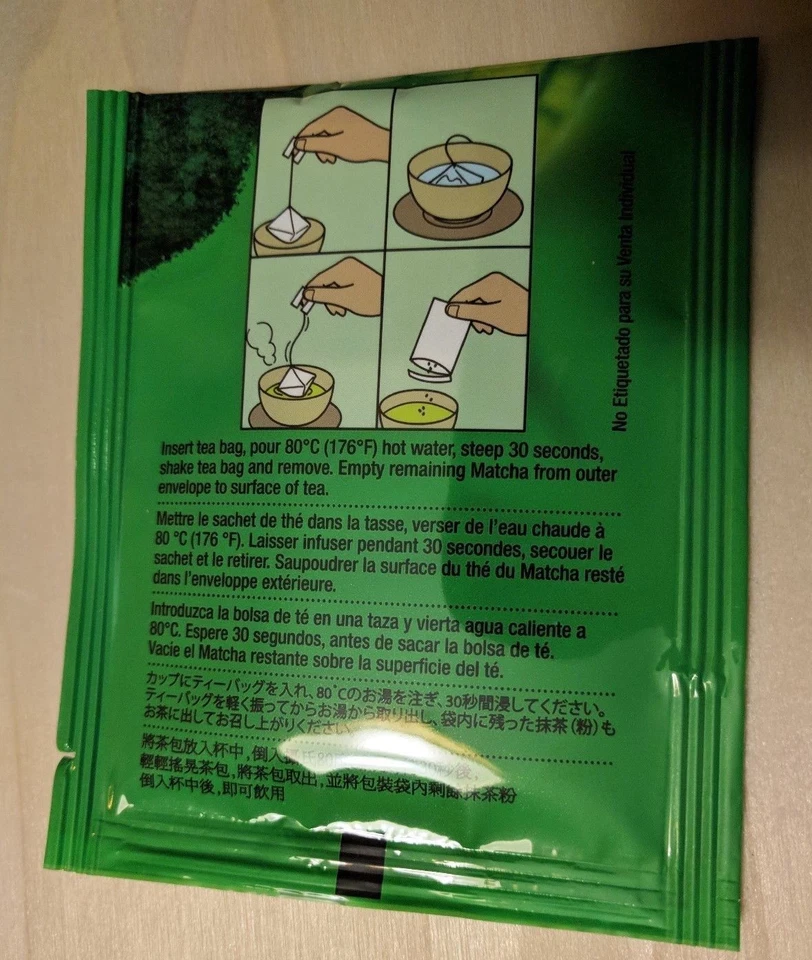 Insert tea bag, pour 80°C (176°F) hot water, steep 30 seconds,
shake tea bag and remove. Empty remaining Matcha from outer
envelope to surface of tea.
Mettre le sachet de thé dans la tasse, verser de l'eau chaude à
80 °C (176 °F). Laisser infuser pendant 30 secondes, secouer le
sachet et le retirer. Saupoudrer la surface du thé du Matcha resté
dans l'enveloppe extérieure.
Introduzca la bolsa de té en una taza y vierta agua caliente a
80°C. Espere 30 segundos, antes de sacar la bolsa de té.
Vacíe el Matcha restante sobre la superficie del té.
カップにティーバッグを入れ、80℃のお湯を注ぎ、30秒間浸してください。
ティーバッグを軽く振ってからお湯から取り出し、袋内に残った抹茶（粉）も
お茶に出してお召し上がりください
將茶包放入杯中，倒入 秒後，
輕輕搖晃茶包，將茶包取出，並將包裝袋內剩餘抹茶粉
倒入杯中後，即可飲用
No Etiquetado para su Venta Individual